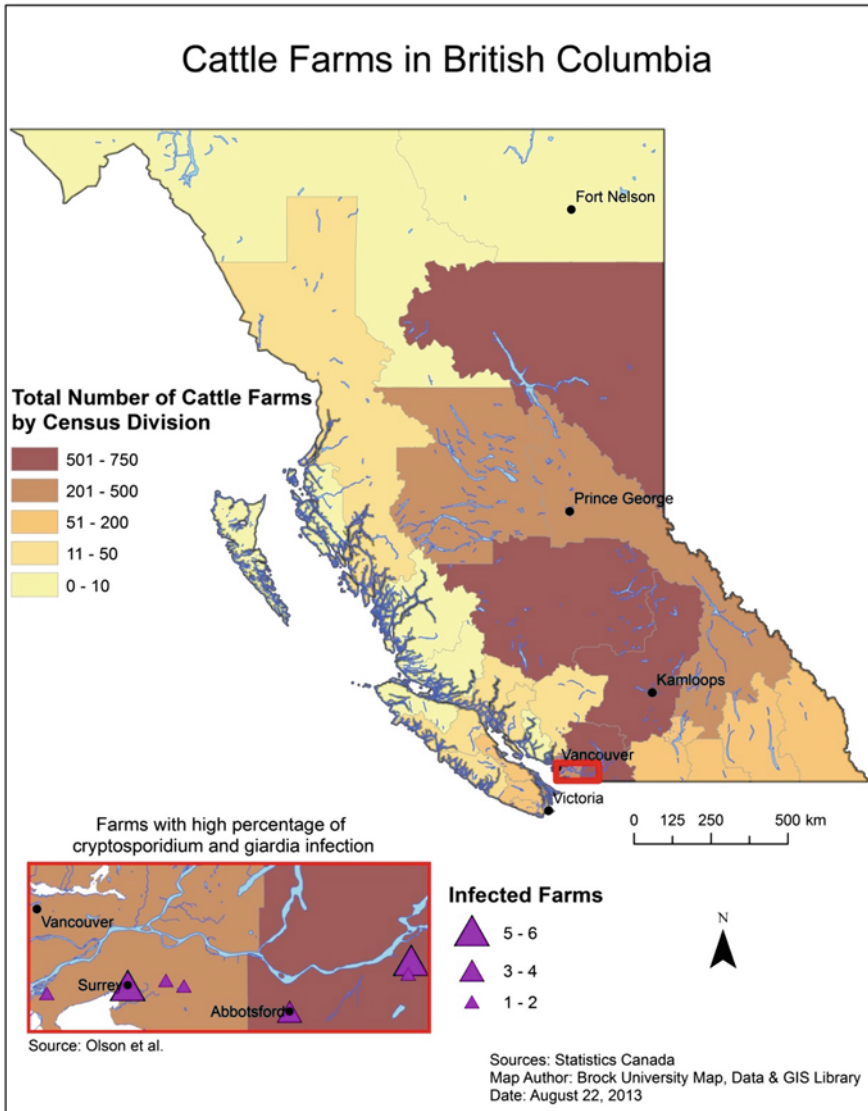 Cattle Farms in British Columbia
Fort Nelson
Total Number of Cattle Farms
by Census Division
501 - 750
201 - 500
51 - 200
11 - 50
0 - 10
Prince George
Kamloops
Vancouver
Victoria
0 125 250 500 km
Farms with high percentage of
cryptosporidium and giardia infection
Vancouver
Surrey
Abbotsford
Source: Olson et al.
Infected Farms
5 - 6
3 - 4
1 - 2
N
Sources: Statistics Canada
Map Author: Brock University Map, Data & GIS Library
Date: August 22, 2013